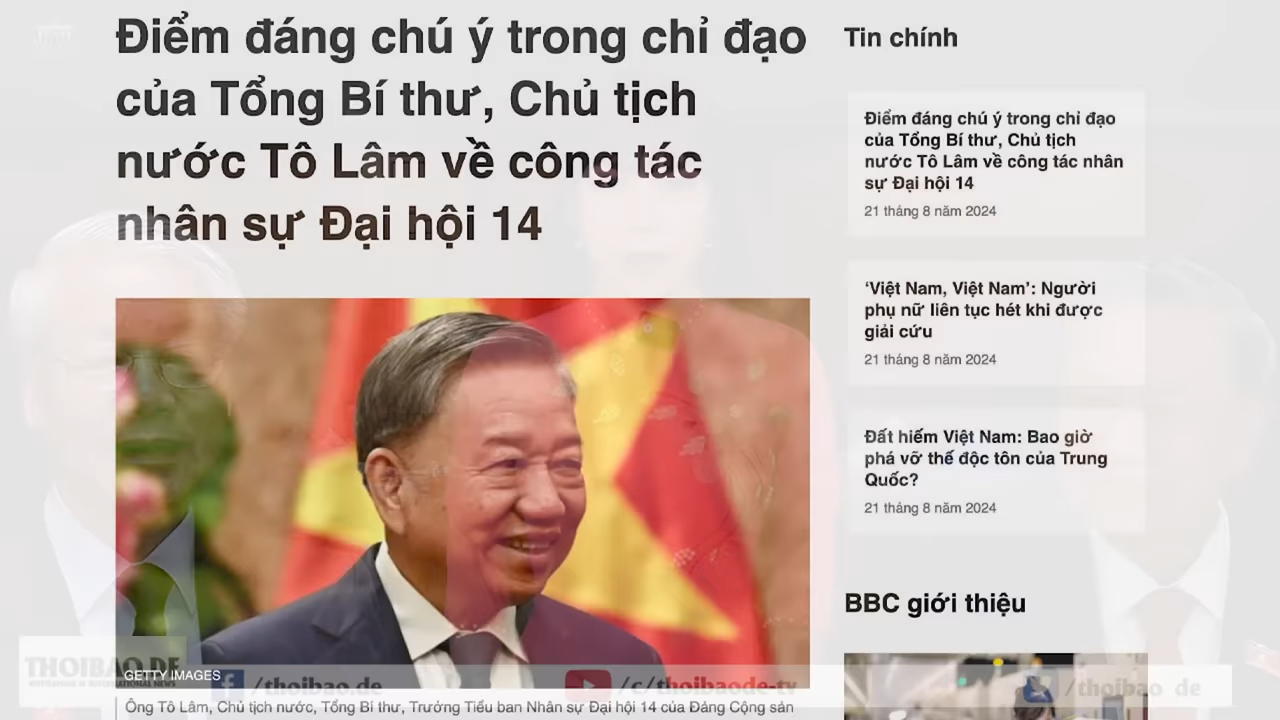 Điểm đáng chú ý trong chỉ đạo
của Tổng Bí thư, Chủ tịch
nước Tô Lâm về công tác
nhân sự Đại hội 14
GETTY IMAGES
Ông Tô Lâm, Chủ tịch nước, Tổng Bí thư, Trưởng Tiểu ban Nhân sự Đại hội 14 của Đảng Cộng sản
Tin chính
Điểm đáng chú ý trong chỉ đạo
của Tổng Bí thư, Chủ tịch
nước Tô Lâm về công tác nhân
sự Đại hội 14
21 tháng 8 năm 2024
‘Việt Nam, Việt Nam’: Người
phụ nữ liên tục hét khi được
giải cứu
21 tháng 8 năm 2024
Đất hiếm Việt Nam: Bao giờ
phá vỡ thế độc tôn của Trung
Quốc?
21 tháng 8 năm 2024
BBC giới thiệu
THOIBAO.DE
/thoibao.de
/c/thoibaode-tv
/thoibao de